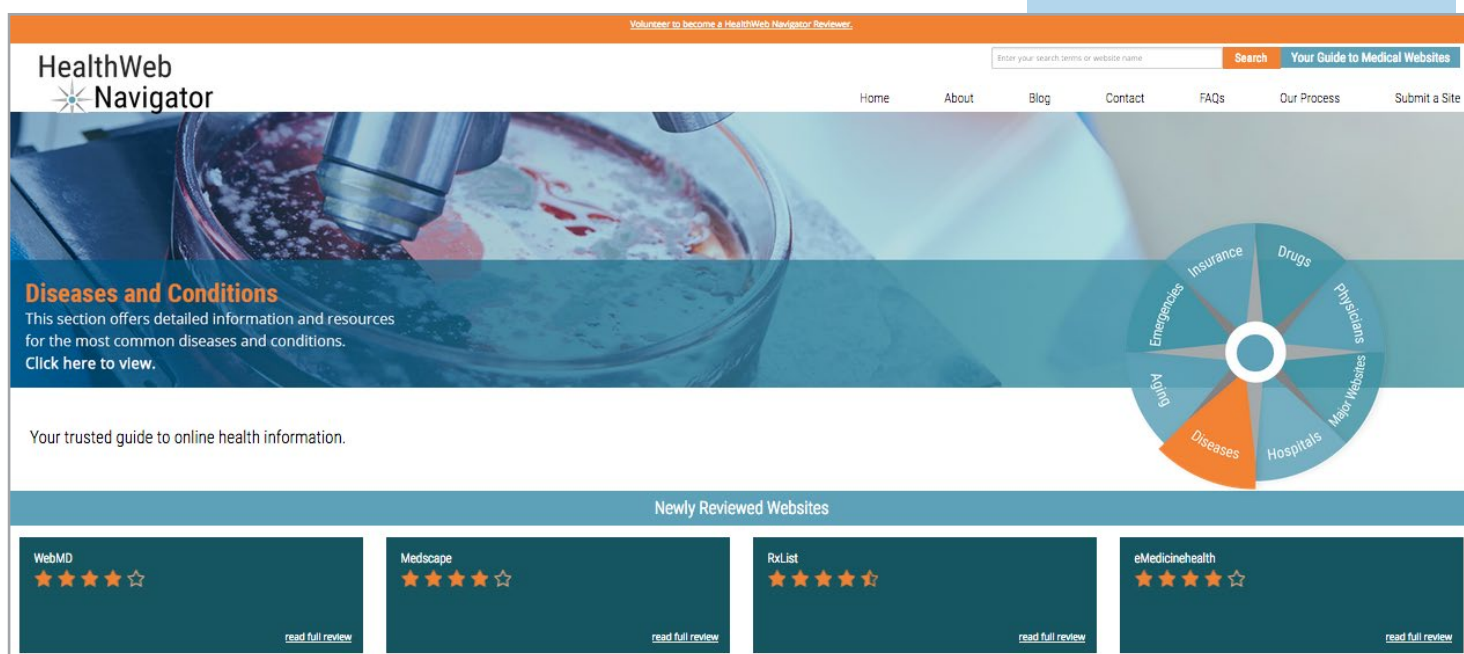 Volunteer to become a HealthWeb Navigator Reviewer.
HealthWeb
Navigator
Enter your search terms or website name
Search
Your Guide to Medical Websites
Home
About
Blog
Contact
FAQs
Our Process
Submit a Site
Diseases and Conditions
This section offers detailed information and resources
for the most common diseases and conditions.
Click here to view.
Insurance
Drugs
Physicians
Major Websites
Hospitals
Diseases
Aging
Emergencies
Your trusted guide to online health information.
Newly Reviewed Websites
WebMD
read full review
Medscape
read full review
RxList
read full review
eMedicinehealth
read full review